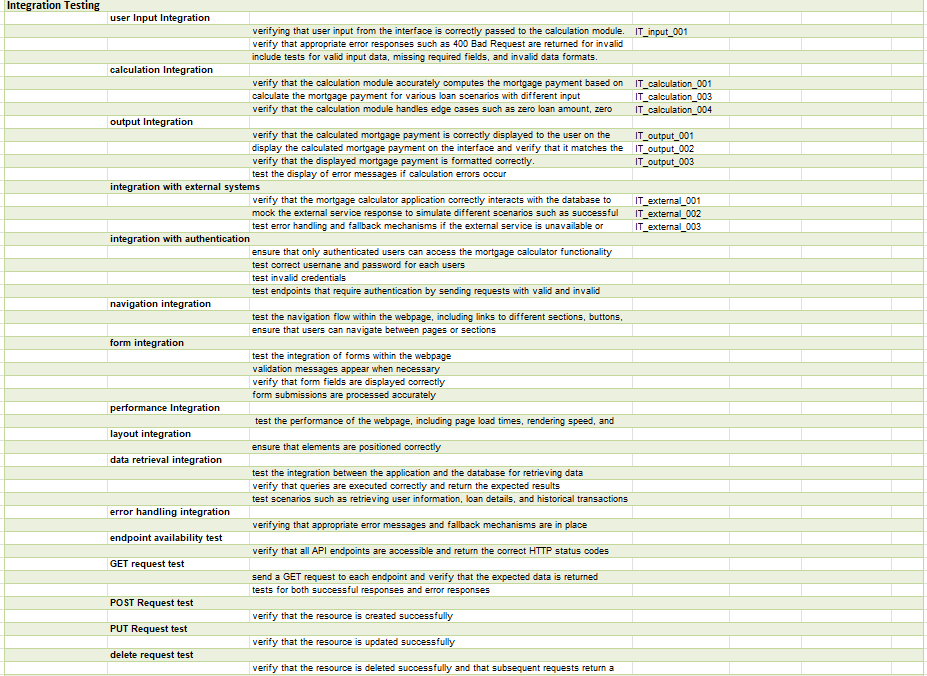 Integration Testing
user Input Integration
verifying that user input from the interface is correctly passed to the calculation module. IT_input_001
verify that appropriate error responses such as 400 Bad Request are returned for invalid
include tests for valid input data, missing required fields, and invalid data formats.
calculation Integration
verify that the calculation module accurately computes the mortgage payment based on IT_calculation_001
calculate the mortgage payment for various loan scenarios with different input IT_calculation_003
verify that the calculation module handles edge cases such as zero loan amount, zero IT_calculation_004
output Integration
verify that the calculated mortgage payment is correctly displayed to the user on the IT_output_001
display the calculated mortgage payment on the interface and verify that it matches the IT_output_002
verify that the displayed mortgage payment is formatted correctly. IT_output_003
test the display of error messages if calculation errors occur
integration with external systems
verify that the mortgage calculator application correctly interacts with the database to IT_external_001
mock the external service response to simulate different scenarios such as successful IT_external_002
test error handling and fallback mechanisms if the external service is unavailable or IT_external_003
integration with authentication
ensure that only authenticated users can access the mortgage calculator functionality
test correct usernane and password for each users
test invalid credentials
test endpoints that require authentication by sending requests with valid and invalid
navigation integration
test the navigation flow within the webpage, including links to different sections, buttons,
ensure that users can navigate between pages or sections
form integration
test the integration of forms within the webpage
validation messages appear when necessary
verify that form fields are displayed correctly
form submissions are processed accurately
performance Integration
test the performance of the webpage, including page load times, rendering speed, and
layout integration
ensure that elements are positioned correctly
data retrieval integration
test the integration between the application and the database for retrieving data
verify that queries are executed correctly and return the expected results
test scenarios such as retrieving user information, loan details, and historical transactions
error handling integration
verifying that appropriate error messages and fallback mechanisms are in place
endpoint availability test
verify that all API endpoints are accessible and return the correct HTTP status codes
GET request test
send a GET request to each endpoint and verify that the expected data is returned
tests for both successful responses and error responses
POST Request test
verify that the resource is created successfully
PUT Request test
verify that the resource is updated successfully
delete request test
verify that the resource is deleted successfully and that subsequent requests return a